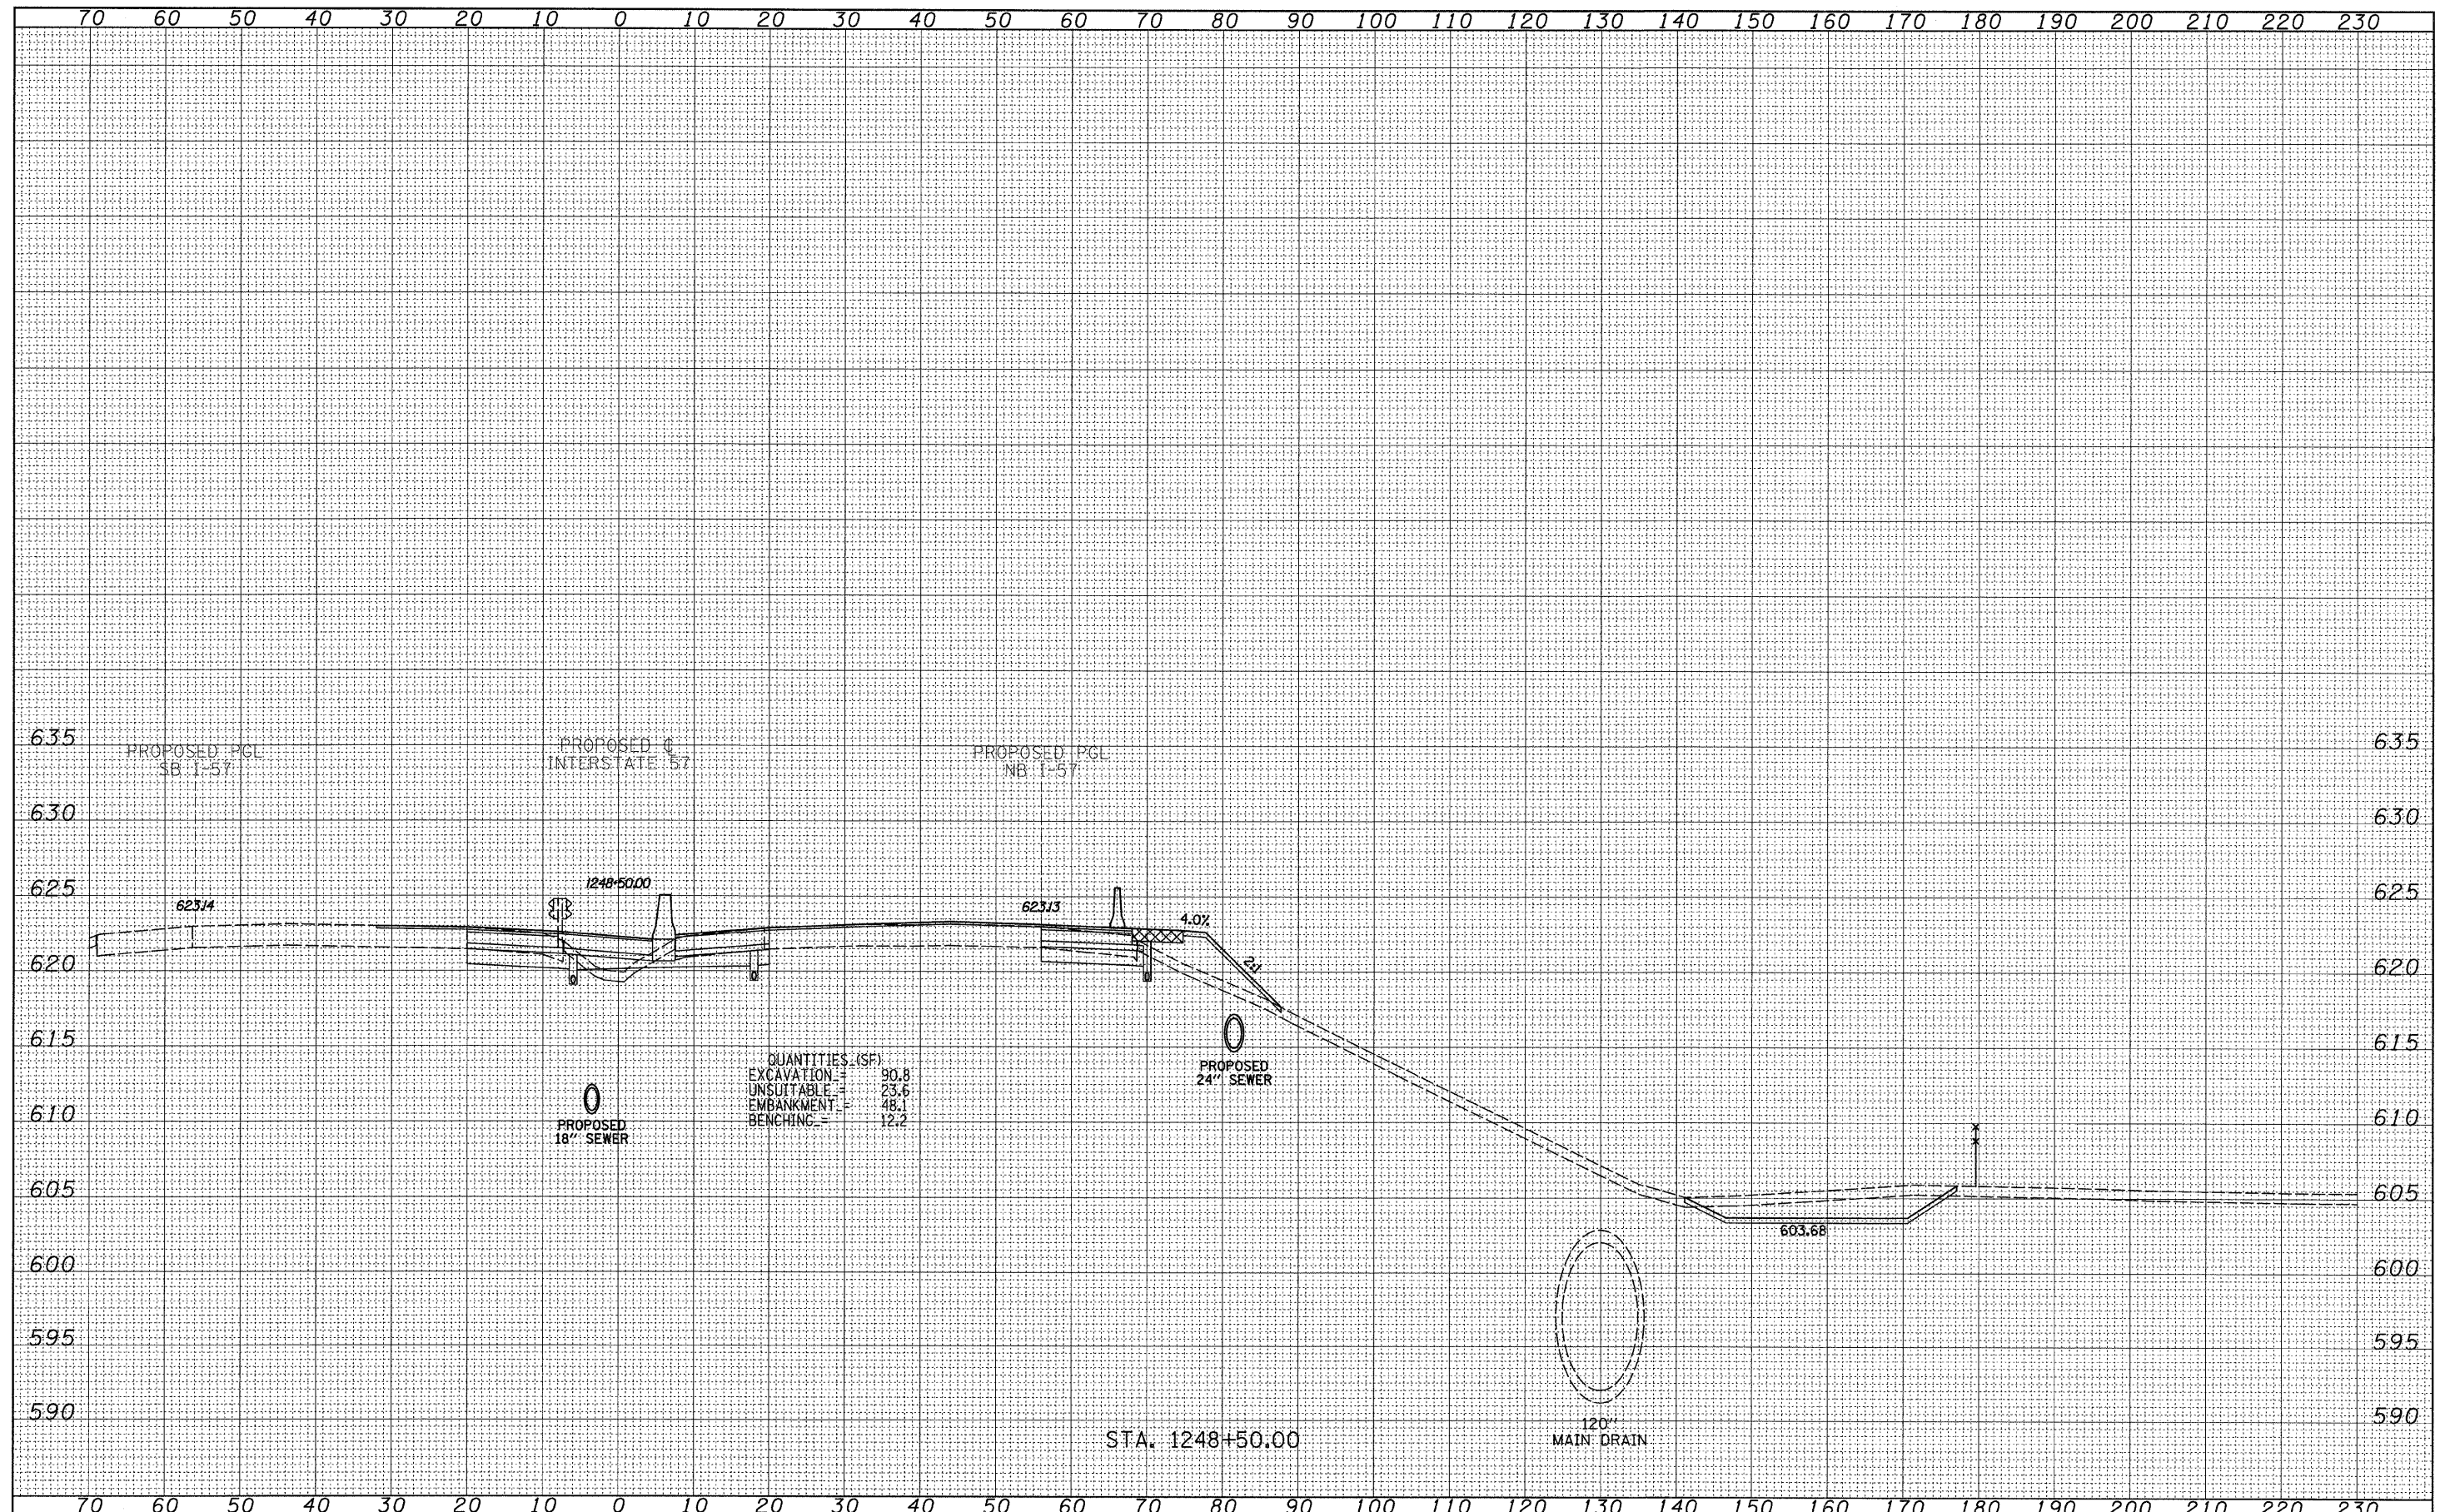 70 60 50 40 30 20 10 0 10 20 30 40 50 60 70 80 90 100 110 120 130 140 150 160 170 180 190 200 210 220 230
635 635
PROPOSED PGL
SB I-57
PROPOSED ℄
INTERSTATE 57
PROPOSED PGL
NB I-57
630 630
625 625
623.14
1248+50.00
623.13
4.0%
2:1
620 620
615 615
QUANTITIES_(SF)
EXCAVATION_= 90.8
UNSUITABLE_= 23.6
EMBANKMENT_= 48.1
BENCHING_= 12.2
PROPOSED
24" SEWER
610 610
PROPOSED
18" SEWER
605 605
603.68
600 600
595 595
590 590
120"
MAIN DRAIN
STA. 1248+50.00
70 60 50 40 30 20 10 0 10 20 30 40 50 60 70 80 90 100 110 120 130 140 150 160 170 180 190 200 210 220 230